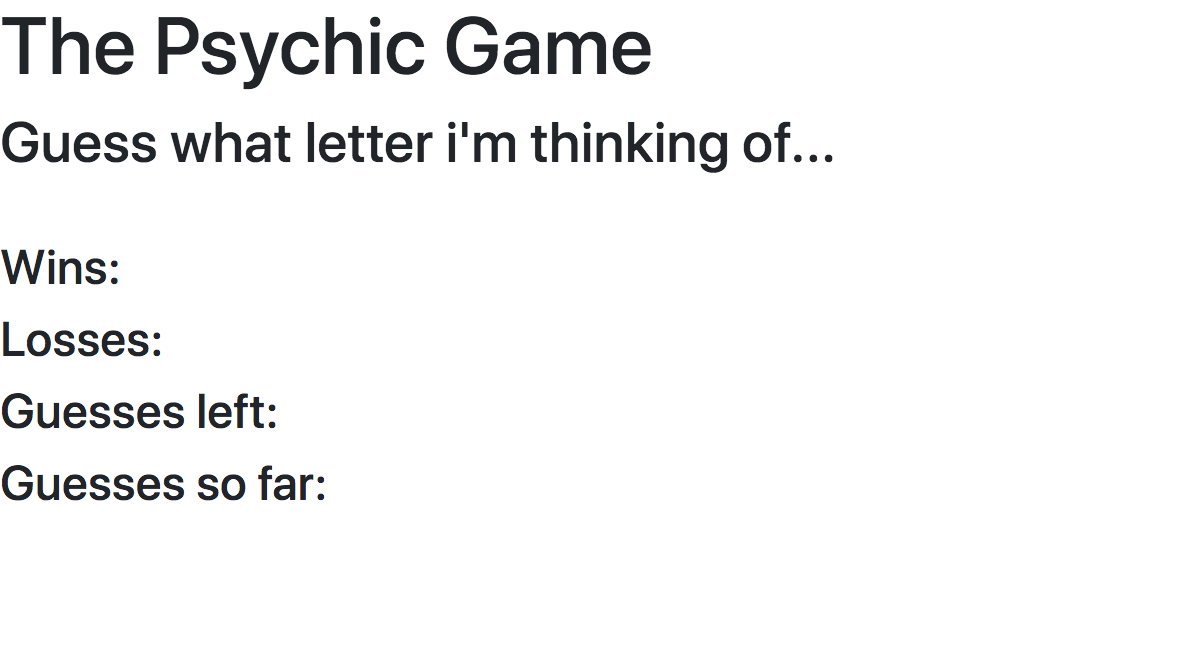 The Psychic Game
Guess what letter i'm thinking of...
Wins:
Losses:
Guesses left:
Guesses so far: